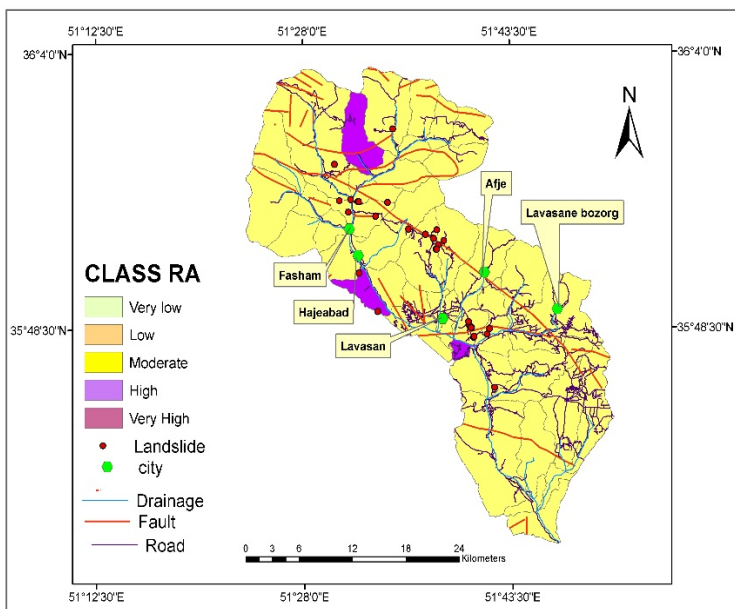 51°12'30"E
51°28'0"E
51°43'30"E
36°4'0"N
36°4'0"N
N
Afje
Lavasane bozorg
Fasham
Hajeabad
Lavasan
35°48'30"N
35°48'30"N
CLASS RA
Very low
Low
Moderate
High
Very High
Landslide
city
Drainage
Fault
Road
0 3 6 12 18 24
Kilometers
51°12'30"E
51°28'0"E
51°43'30"E